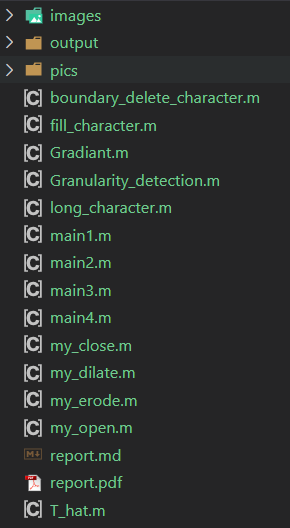 images
output
pics
[C] boundary_delete_character.m
[C] fill_character.m
[C] Gradiant.m
[C] Granularity_detection.m
[C] long_character.m
[C] main1.m
[C] main2.m
[C] main3.m
[C] main4.m
[C] my_close.m
[C] my_dilate.m
[C] my_erode.m
[C] my_open.m
report.md
report.pdf
[C] T_hat.m